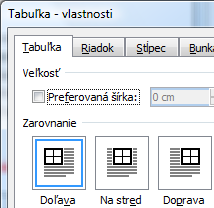 Tabuľka - vlastnosti
Tabuľka Riadok Stĺpec Bunka
Veľkosť
Preferovaná šírka: 0 cm
Zarovnanie
Doľava Na stred Doprava